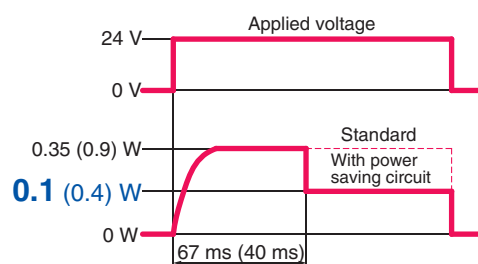 Applied voltage
24 V
0 V
0.35 (0.9) W
Standard
With power
saving circuit
0.1 (0.4) W
0 W
67 ms (40 ms)